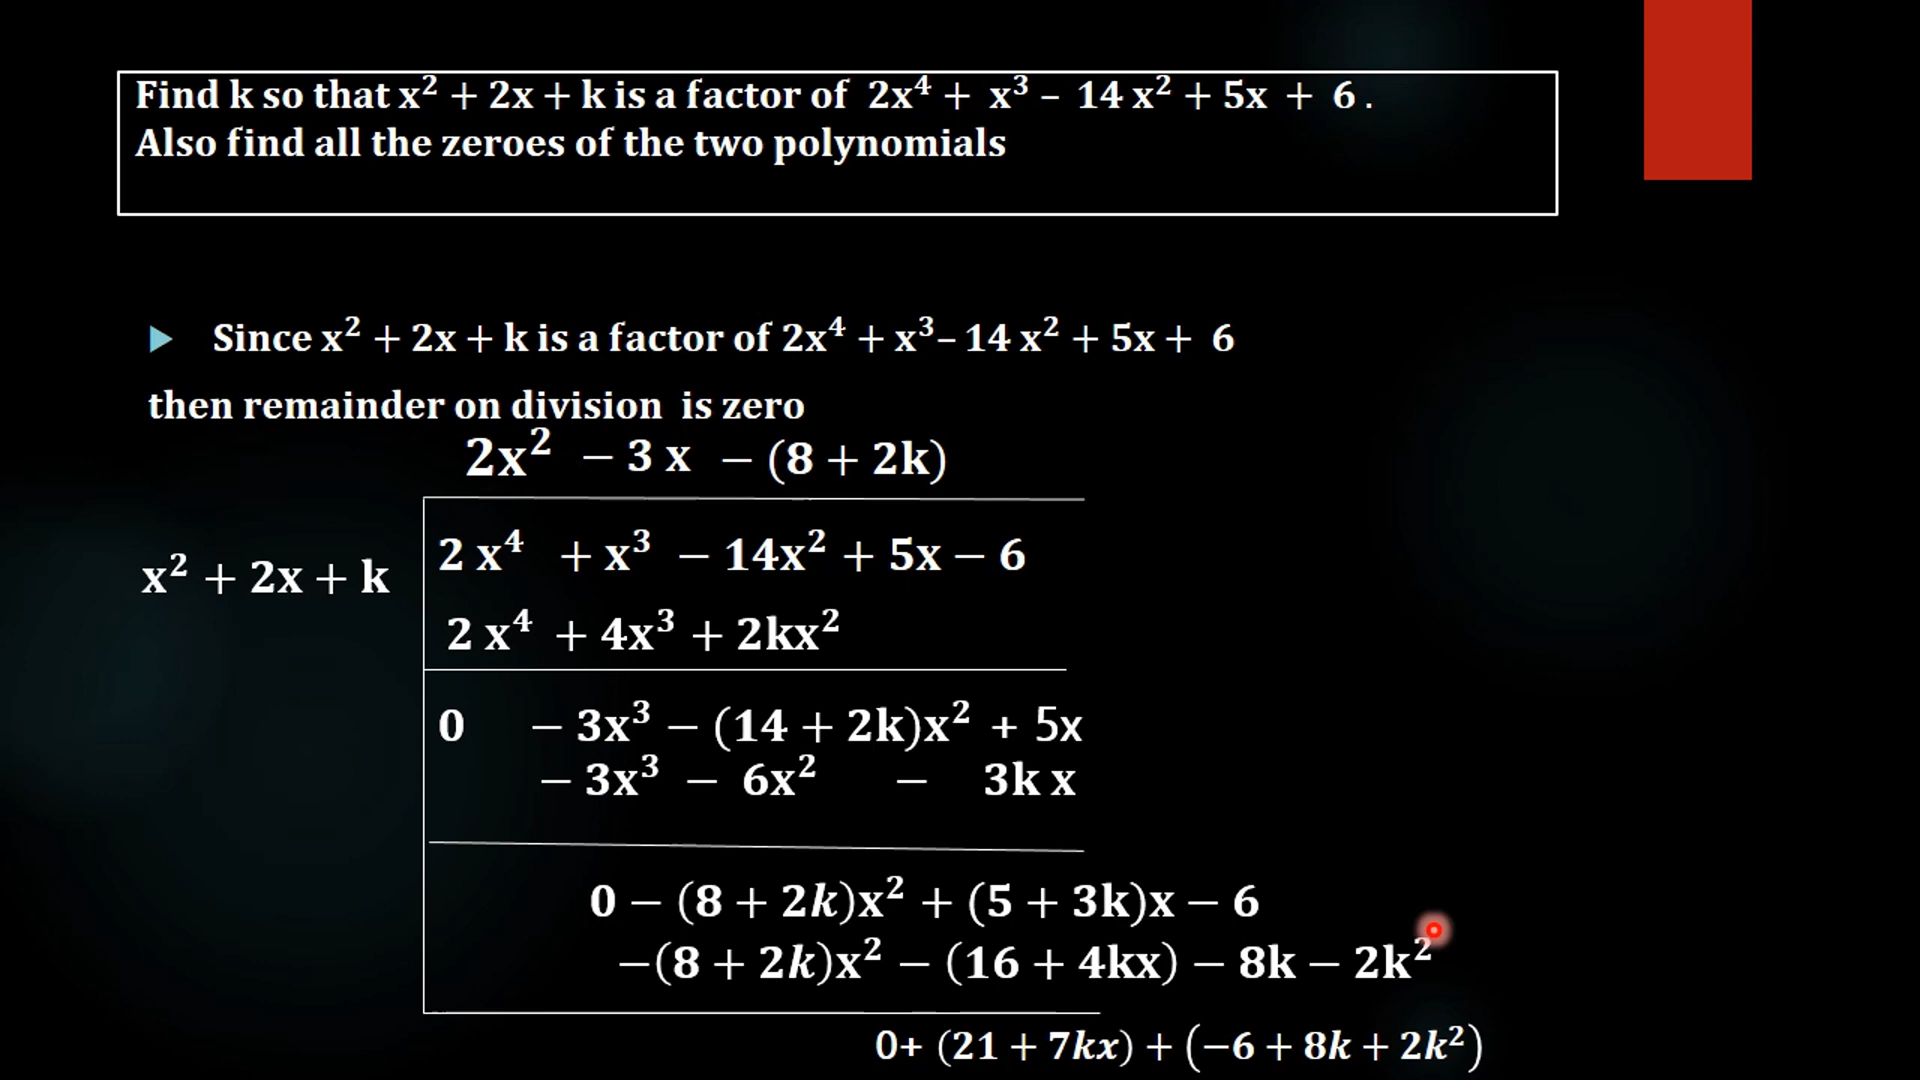 Find k so that x² + 2x + k is a factor of 2x⁴ + x³ – 14 x² + 5x + 6 .
Also find all the zeroes of the two polynomials
Since x² + 2x + k is a factor of 2x⁴ + x³– 14 x² + 5x + 6
then remainder on division is zero
2x² − 3 x − (8 + 2k)
2 x⁴ + x³ − 14x² + 5x − 6
x² + 2x + k
2 x⁴ + 4x³ + 2kx²
0 − 3x³ − (14 + 2k)x² + 5x
− 3x³ − 6x² − 3k x
0 − (8 + 2k)x² + (5 + 3k)x − 6
−(8 + 2k)x² − (16 + 4kx) − 8k − 2k²
0+ (21 + 7kx) + (−6 + 8k + 2k²)